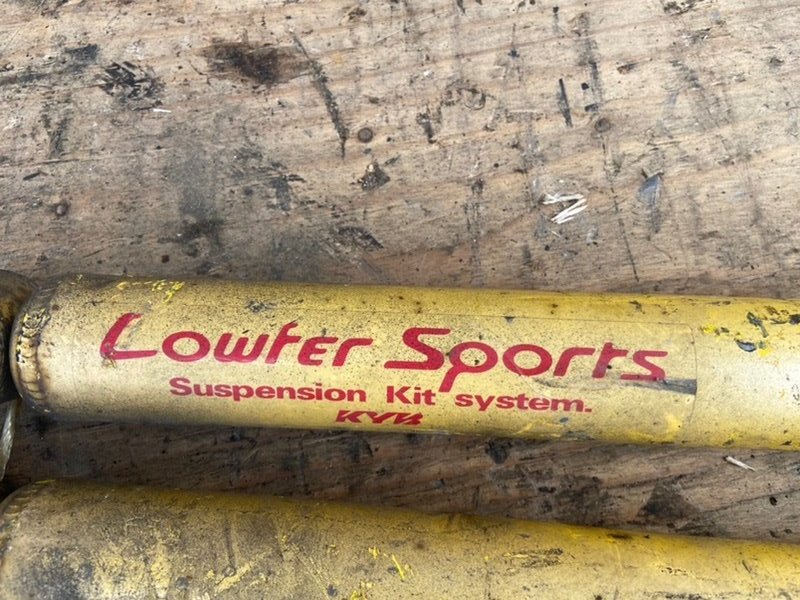 Lowfer Sports
Suspension Kit system.
KYB